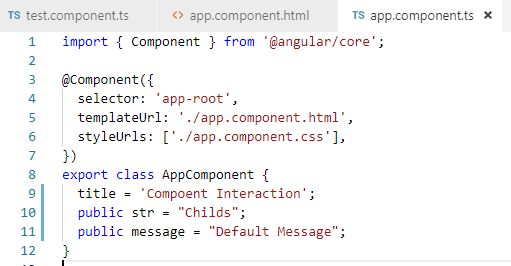 TS test.component.ts <> app.component.html TS app.component.ts ×
1 import { Component } from '@angular/core';
2
3 @Component({
4 selector: 'app-root',
5 templateUrl: './app.component.html',
6 styleUrls: ['./app.component.css'],
7 })
8 export class AppComponent {
9 title = 'Compoent Interaction';
10 public str = "Childs";
11 public message = "Default Message";
12 }